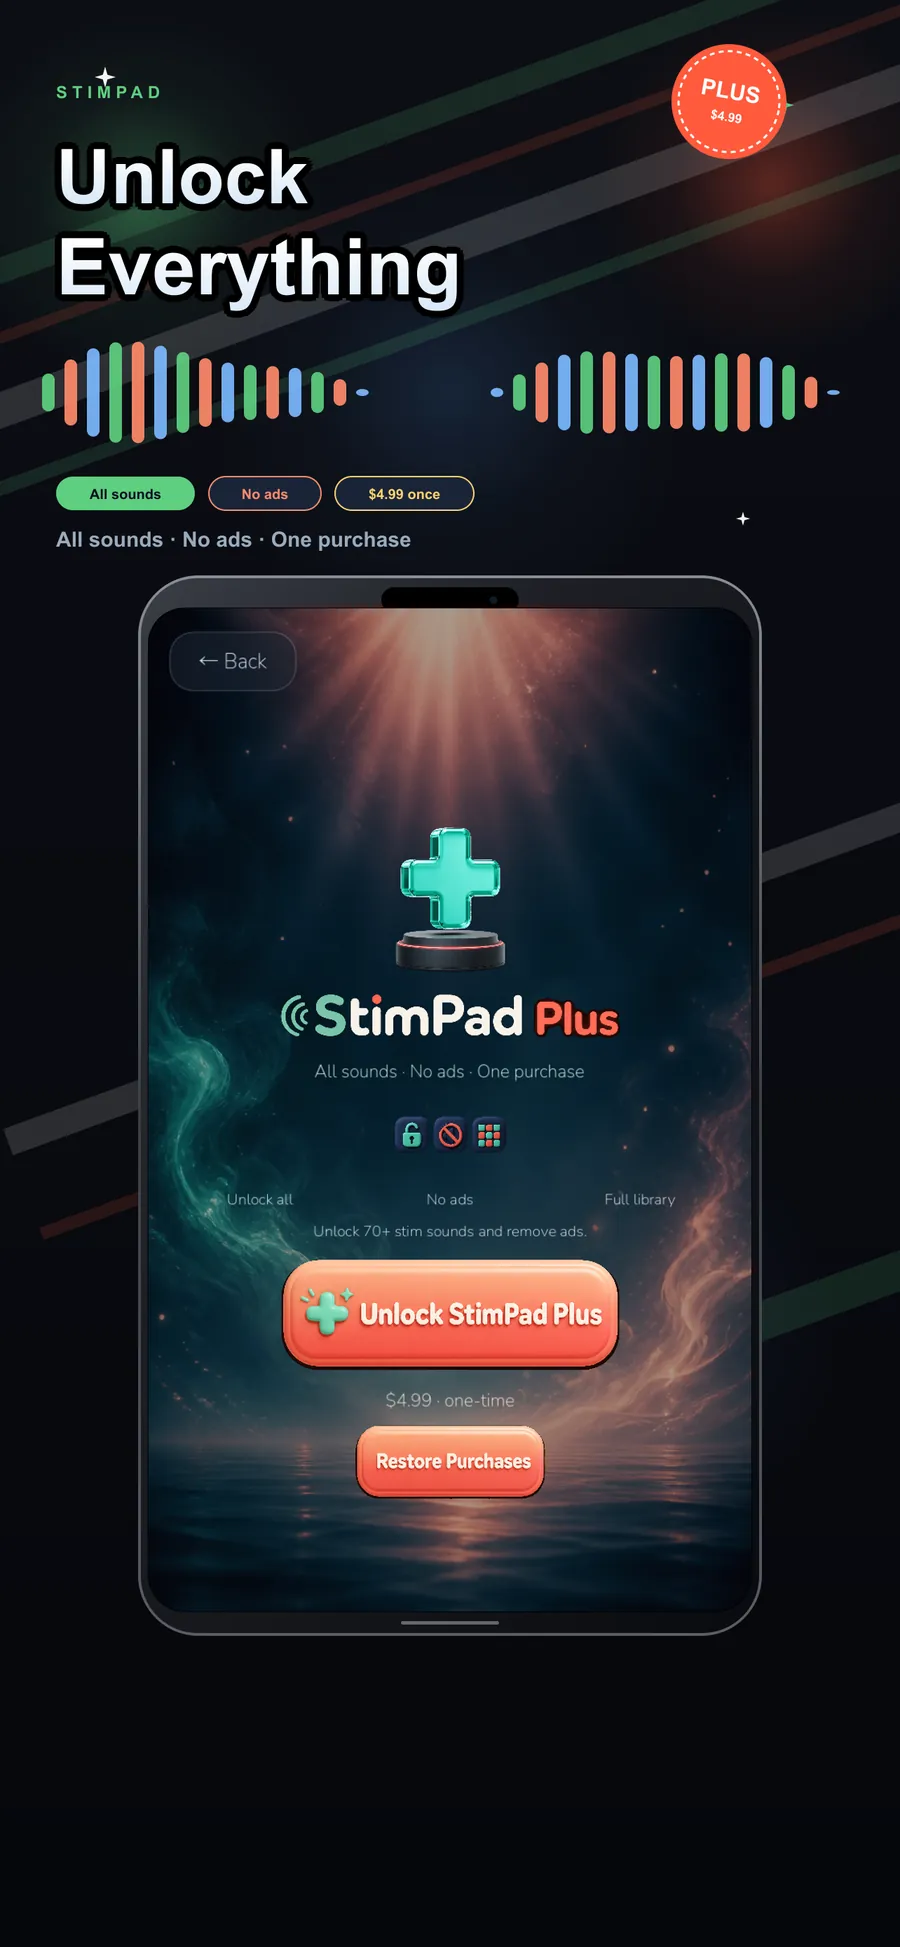 STIMPAD
PLUS
$4.99
Unlock
Everything
All sounds
No ads
$4.99 once
All sounds · No ads · One purchase
← Back
StimPad Plus
All sounds · No ads · One purchase
Unlock all
No ads
Full library
Unlock 70+ stim sounds and remove ads.
Unlock StimPad Plus
$4.99 · one-time
Restore Purchases